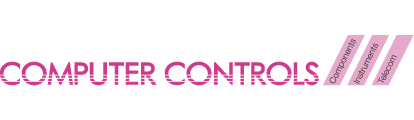 COMPUTER CONTROLS
Components
Instruments
Telecom